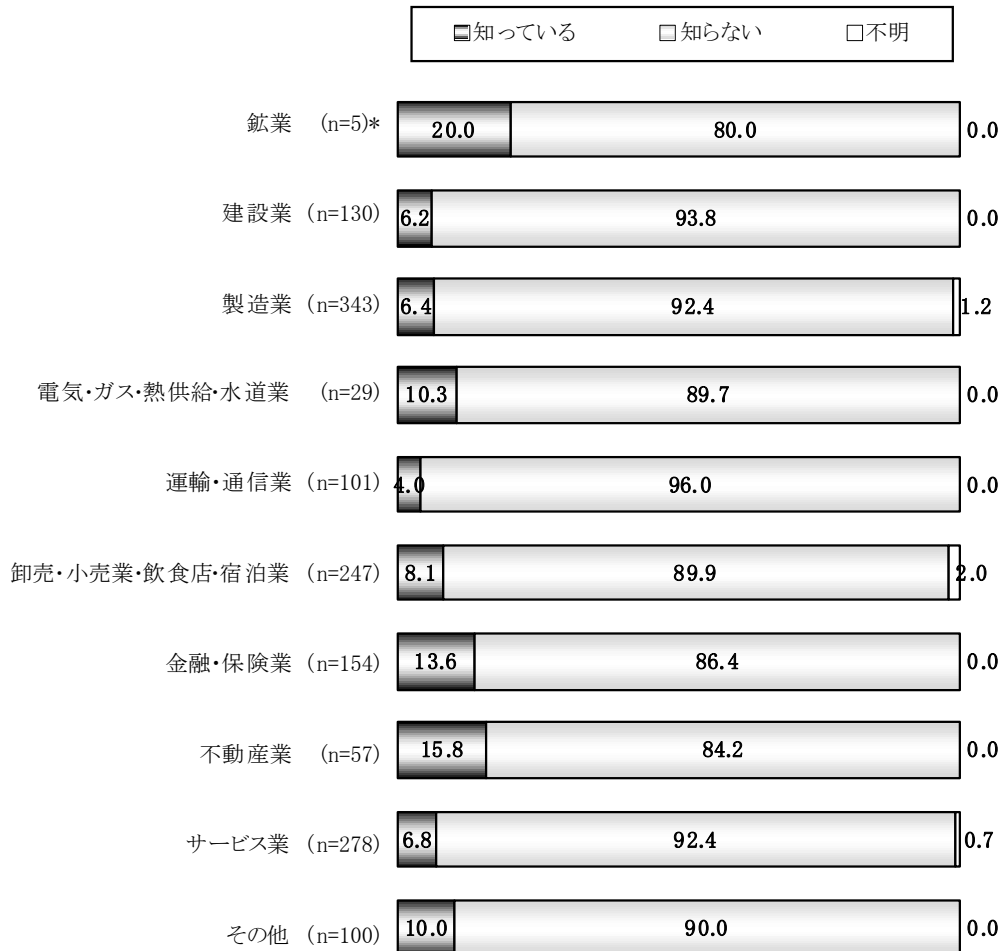 知っている 知らない 不明
鉱業 (n=5)* 20.0 80.0 0.0
建設業 (n=130) 6.2 93.8 0.0
製造業 (n=343) 6.4 92.4 1.2
電気・ガス・熱供給・水道業 (n=29) 10.3 89.7 0.0
運輸・通信業 (n=101) 4.0 96.0 0.0
卸売・小売業・飲食店・宿泊業 (n=247) 8.1 89.9 2.0
金融・保険業 (n=154) 13.6 86.4 0.0
不動産業 (n=57) 15.8 84.2 0.0
サービス業 (n=278) 6.8 92.4 0.7
その他 (n=100) 10.0 90.0 0.0